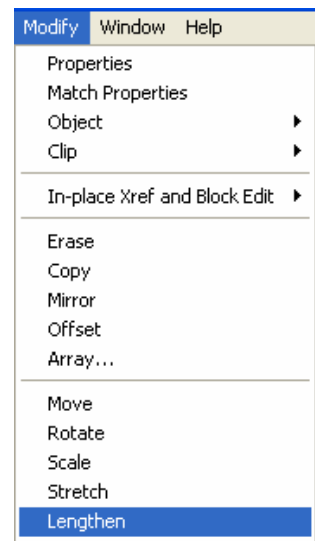 Modify Window Help
Properties
Match Properties
Object
Clip
In-place Xref and Block Edit
Erase
Copy
Mirror
Offset
Array...
Move
Rotate
Scale
Stretch
Lengthen